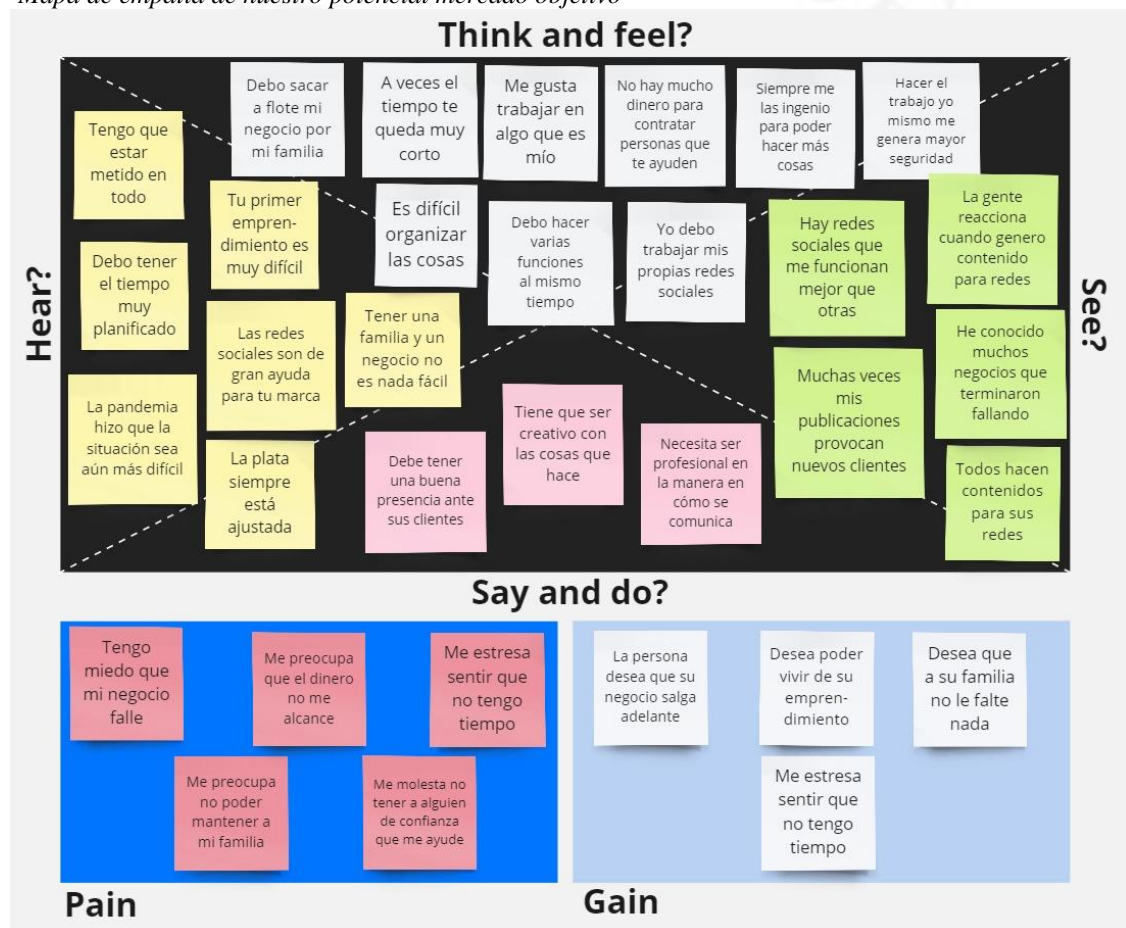 Mapa de empatía de nuestro potencial mercado objetivo
Think and feel?
Debo sacar
a flote mi
negocio por
mi familia
A veces el
tiempo te
queda muy
corto
Me gusta
trabajar en
algo que es
mío
No hay mucho
dinero para
contratar
personas que
te ayuden
Siempre me
las ingenio
para poder
hacer más
cosas
Hacer el
trabajo yo
mismo me
genera mayor
seguridad
Es difícil
organizar
las cosas
Debo hacer
varias
funciones
al mismo
tiempo
Yo debo
trabajar mis
propias redes
sociales
Hear?
Tengo que
estar
metido en
todo
Tu primer
empren-
dimiento es
muy difícil
Debo tener
el tiempo
muy
planificado
Las redes
sociales son de
gran ayuda
para tu marca
Tener una
familia y un
negocio no
es nada fácil
La pandemia
hizo que la
situación sea
aún más difícil
La plata
siempre
está
ajustada
See?
La gente
reacciona
cuando genero
contenido
para redes
Hay redes
sociales que
me funcionan
mejor que
otras
He conocido
muchos
negocios que
terminaron
fallando
Muchas veces
mis
publicaciones
provocan
nuevos clientes
Todos hacen
contenidos
para sus
redes
Debe tener
una buena
presencia ante
sus clientes
Tiene que ser
creativo con
las cosas que
hace
Necesita ser
profesional en
la manera en
cómo se
comunica
Say and do?
Tengo
miedo que
mi negocio
falle
Me preocupa
que el dinero
no me
alcance
Me estresa
sentir que
no tengo
tiempo
Me preocupa
no poder
mantener a
mi familia
Me molesta no
tener a alguien
de confianza
que me ayude
Pain
La persona
desea que su
negocio salga
adelante
Desea poder
vivir de su
empren-
dimiento
Desea que
a su familia
no le falte
nada
Me estresa
sentir que
no tengo
tiempo
Gain